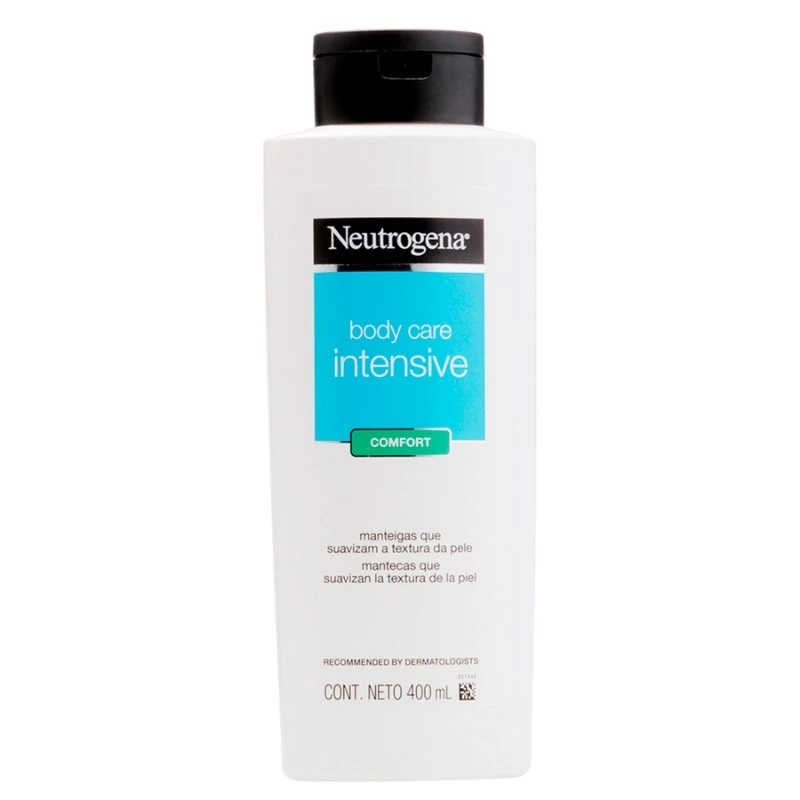 Neutrogena®
body care
intensive
COMFORT
manteigas que
suavizam a textura da pele
mantecas que
suavizan la textura de la piel
RECOMMENDED BY DERMATOLOGISTS
CONT. NETO 400 mL